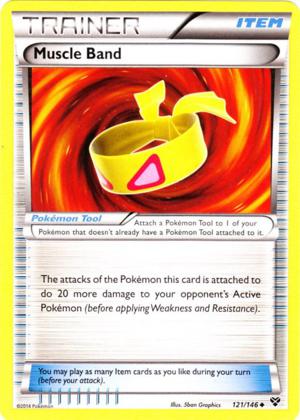 TRAINER ITEM
Muscle Band
Pokémon Tool
Attach a Pokémon Tool to 1 of your
Pokémon that doesn't already have a Pokémon Tool attached to it.
The attacks of the Pokémon this card is attached to
do 20 more damage to your opponent's Active
Pokémon (before applying Weakness and Resistance).
You may play as many Item cards as you like during your turn
(before your attack).
©2014 Pokémon
Illus. 5ban Graphics
121/146
XY